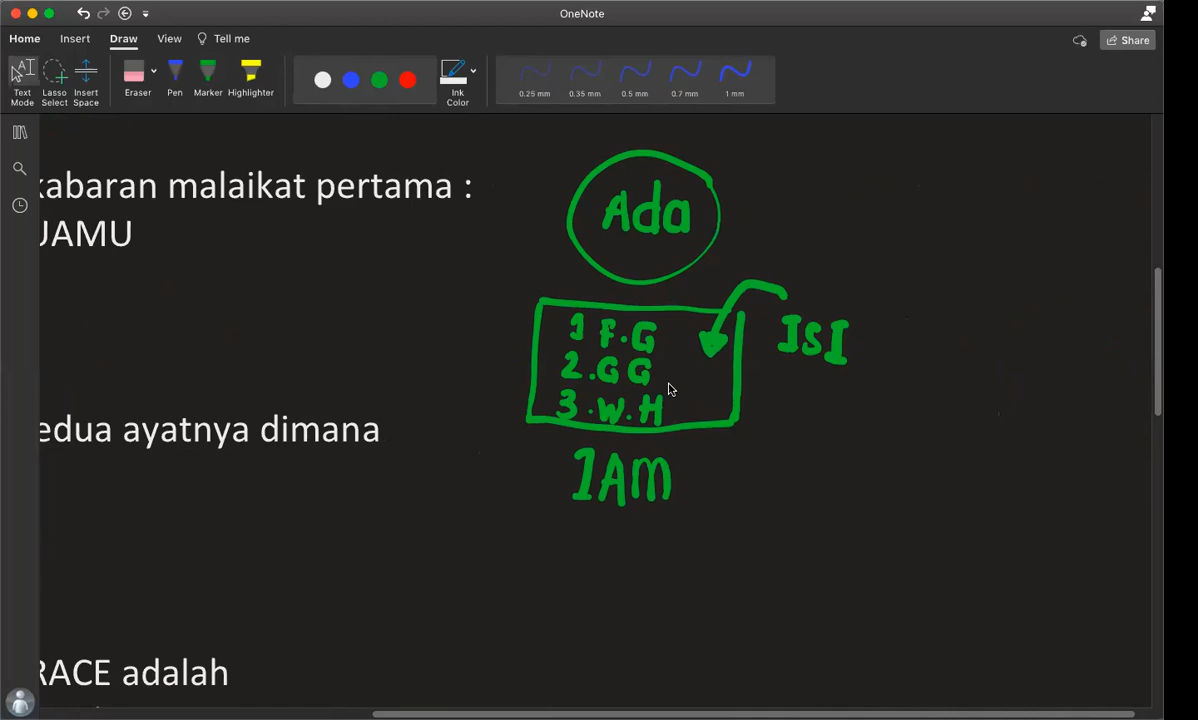 OneNote
Home Insert Draw View Tell me
Share
Text Mode
Lasso Select
Insert Space
Eraser
Pen
Marker
Highlighter
Ink Color
0.25 mm
0.35 mm
0.5 mm
0.7 mm
1 mm
kabaran malaikat pertama :
UAMU
Ada
1 F.G
2.G G
3.W.H
IsI
1AM
edua ayatnya dimana
RACE adalah